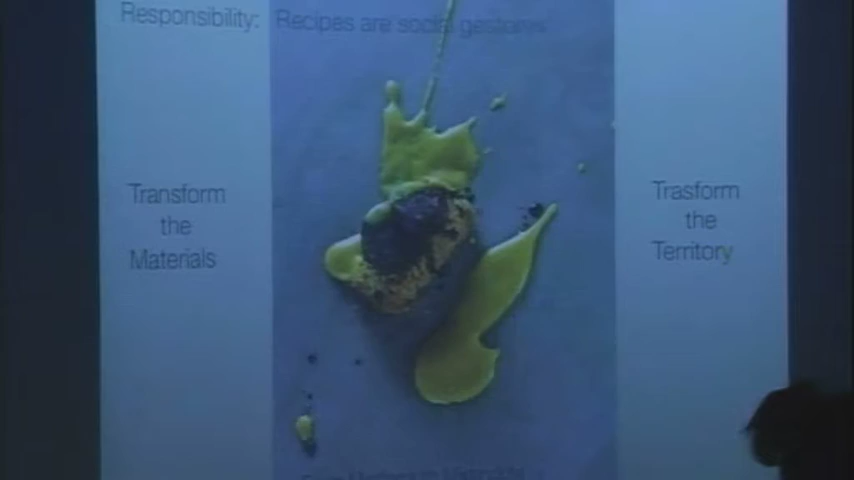 Responsibility: Recipes are social gestures
Transform
the
Materials
Trasform
the
Territory